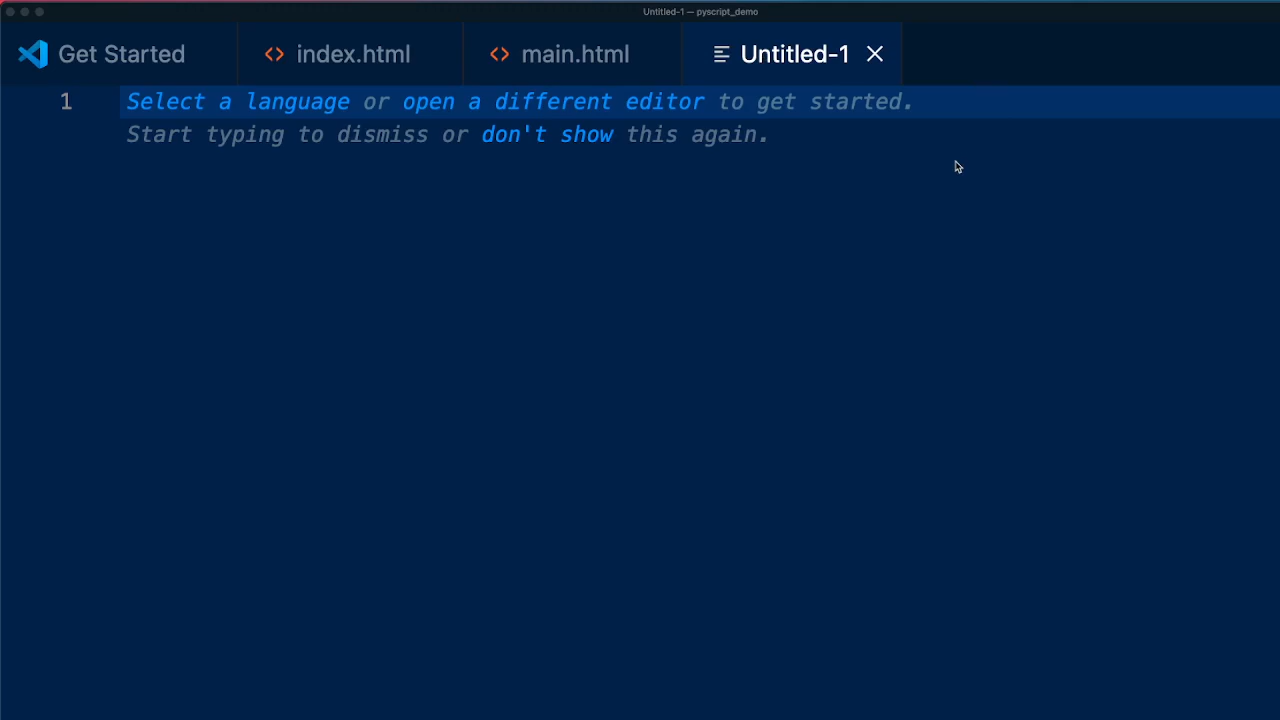 Untitled-1 — pyscript_demo
Get Started
index.html
main.html
Untitled-1
1
Select a language or open a different editor to get started.
Start typing to dismiss or don't show this again.